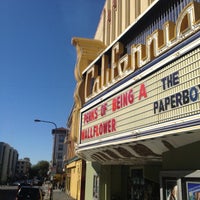 California
PERKS OF BEING A
WALLFLOWER
THE
PAPERBOY